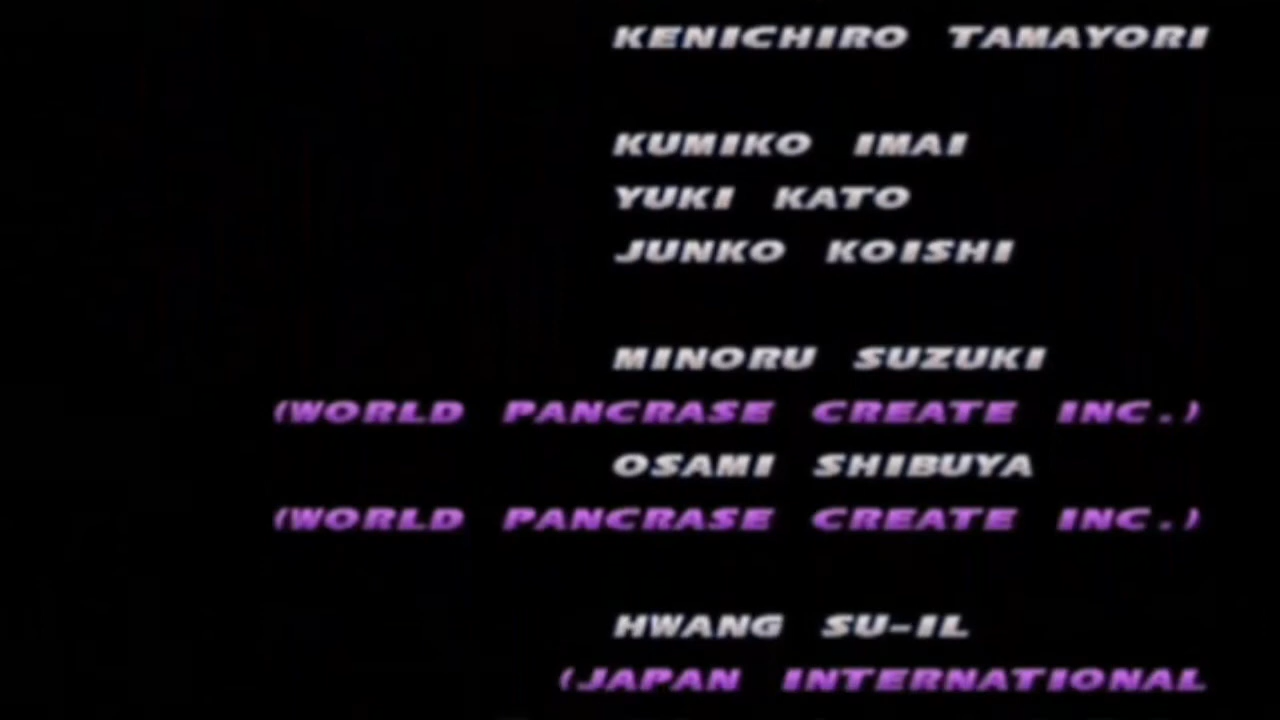 KENICHIRO TAMAYORI
KUMIKO IMAI
YUKI KATO
JUNKO KOISHI
MINORU SUZUKI
(WORLD PANCRASE CREATE INC.)
OSAMI SHIBUYA
(WORLD PANCRASE CREATE INC.)
HWANG SU-IL
(JAPAN INTERNATIONAL